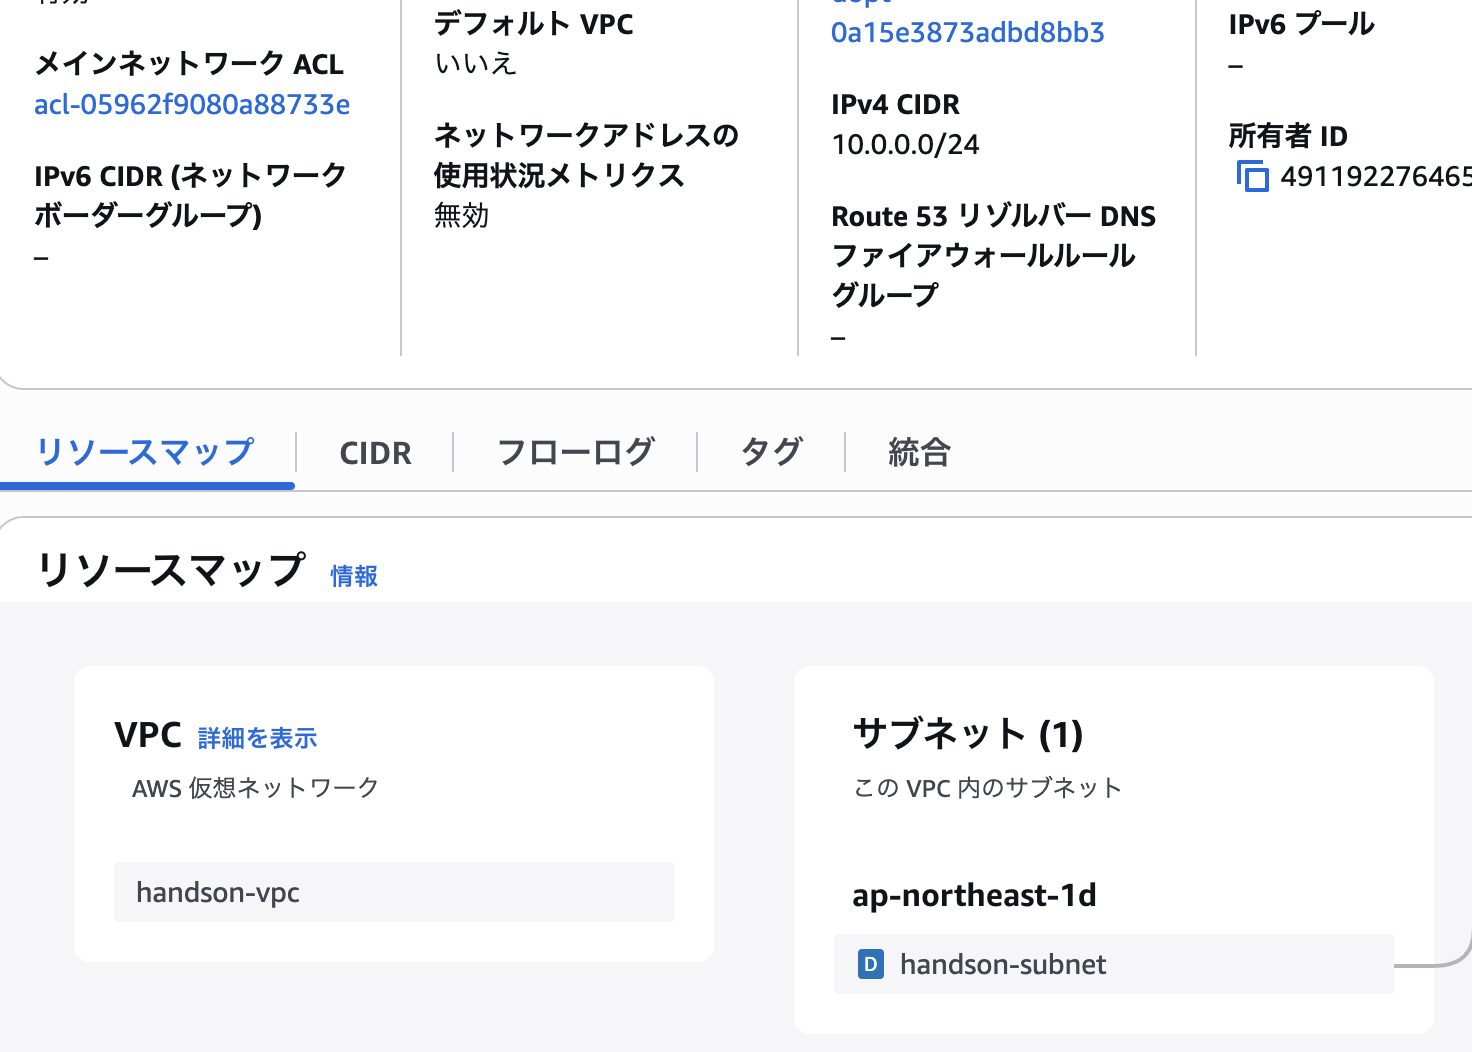 メインネットワーク ACL
acl-05962f9080a88733e
IPv6 CIDR (ネットワーク
ボーダーグループ)
–
デフォルト VPC
いいえ
ネットワークアドレスの
使用状況メトリクス
無効
0a15e3873adbd8bb3
IPv4 CIDR
10.0.0.0/24
Route 53 リゾルバー DNS
ファイアウォールルール
グループ
–
IPv6 プール
–
所有者 ID
491192276465
リソースマップ
CIDR
フローログ
タグ
統合
リソースマップ 情報
VPC 詳細を表示
AWS 仮想ネットワーク
handson-vpc
サブネット (1)
この VPC 内のサブネット
ap-northeast-1d
D handson-subnet